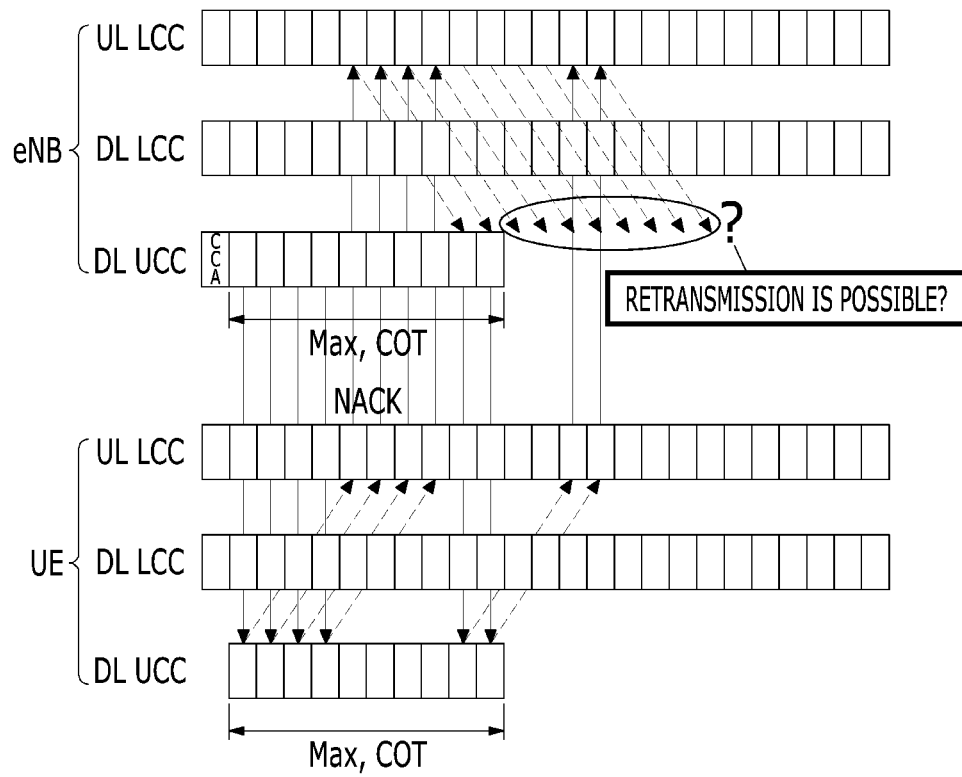 UL LCC
eNB DL LCC
?
C
C
A
DL UCC
RETRANSMISSION IS POSSIBLE?
Max, COT
NACK
UL LCC
UE DL LCC
DL UCC
Max, COT